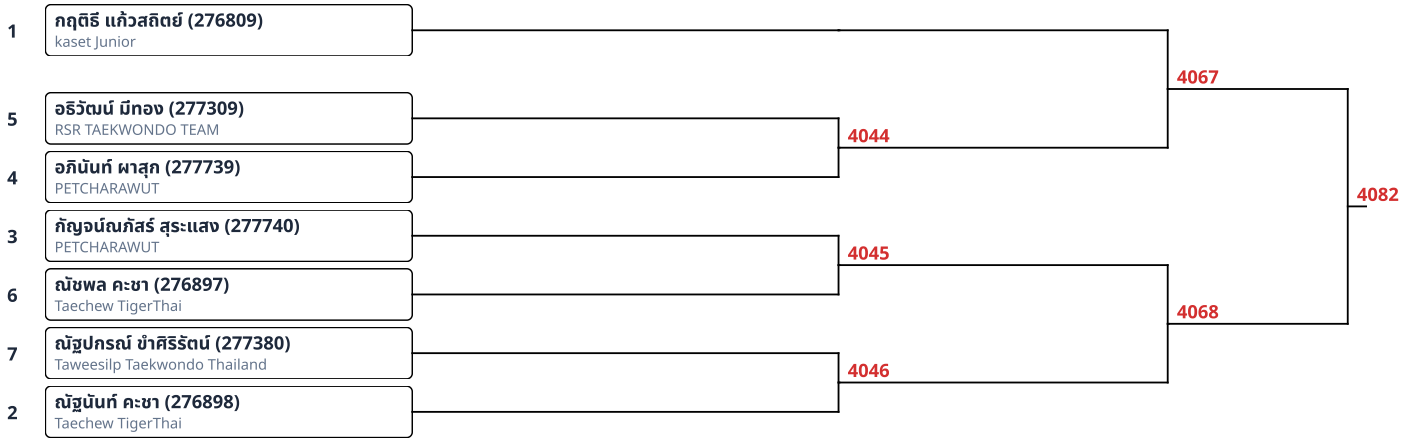 1
กฤติธี แก้วสถิตย์ (276809)
kaset Junior
4067
5
อธิวัฒน์ มีทอง (277309)
RSR TAEKWONDO TEAM
4044
4
อภินันท์ ผาสุก (277739)
PETCHARAWUT
4082
3
กัญจน์ณภัสร์ สุระแสง (277740)
PETCHARAWUT
4045
6
ณัชพล คะชา (276897)
Taechew TigerThai
4068
7
ณัฐปกรณ์ ขำศิริรัตน์ (277380)
Taweesilp Taekwondo Thailand
4046
2
ณัฐนันท์ คะชา (276898)
Taechew TigerThai